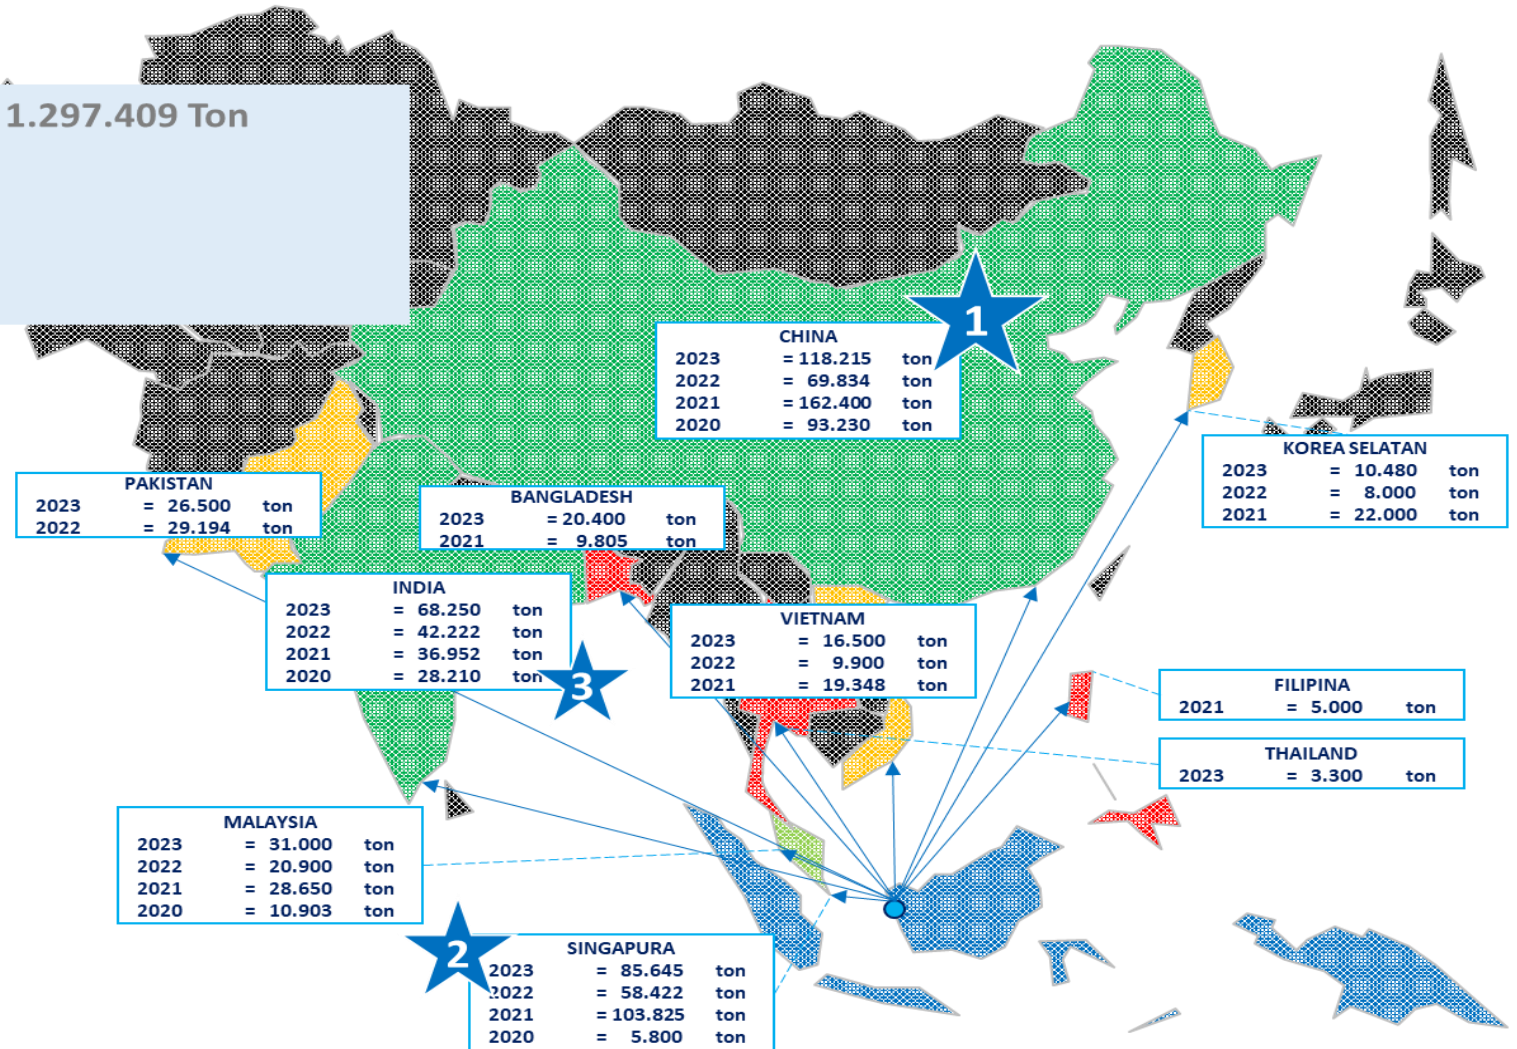 1.297.409 Ton
1
CHINA
2023 = 118.215 ton
2022 = 69.834 ton
2021 = 162.400 ton
2020 = 93.230 ton
KOREA SELATAN
2023 = 10.480 ton
2022 = 8.000 ton
2021 = 22.000 ton
PAKISTAN
2023 = 26.500 ton
2022 = 29.194 ton
BANGLADESH
2023 = 20.400 ton
2021 = 9.805 ton
INDIA
2023 = 68.250 ton
2022 = 42.222 ton
2021 = 36.952 ton
2020 = 28.210 ton
3
VIETNAM
2023 = 16.500 ton
2022 = 9.900 ton
2021 = 19.348 ton
FILIPINA
2021 = 5.000 ton
THAILAND
2023 = 3.300 ton
MALAYSIA
2023 = 31.000 ton
2022 = 20.900 ton
2021 = 28.650 ton
2020 = 10.903 ton
2
SINGAPURA
2023 = 85.645 ton
2022 = 58.422 ton
2021 = 103.825 ton
2020 = 5.800 ton